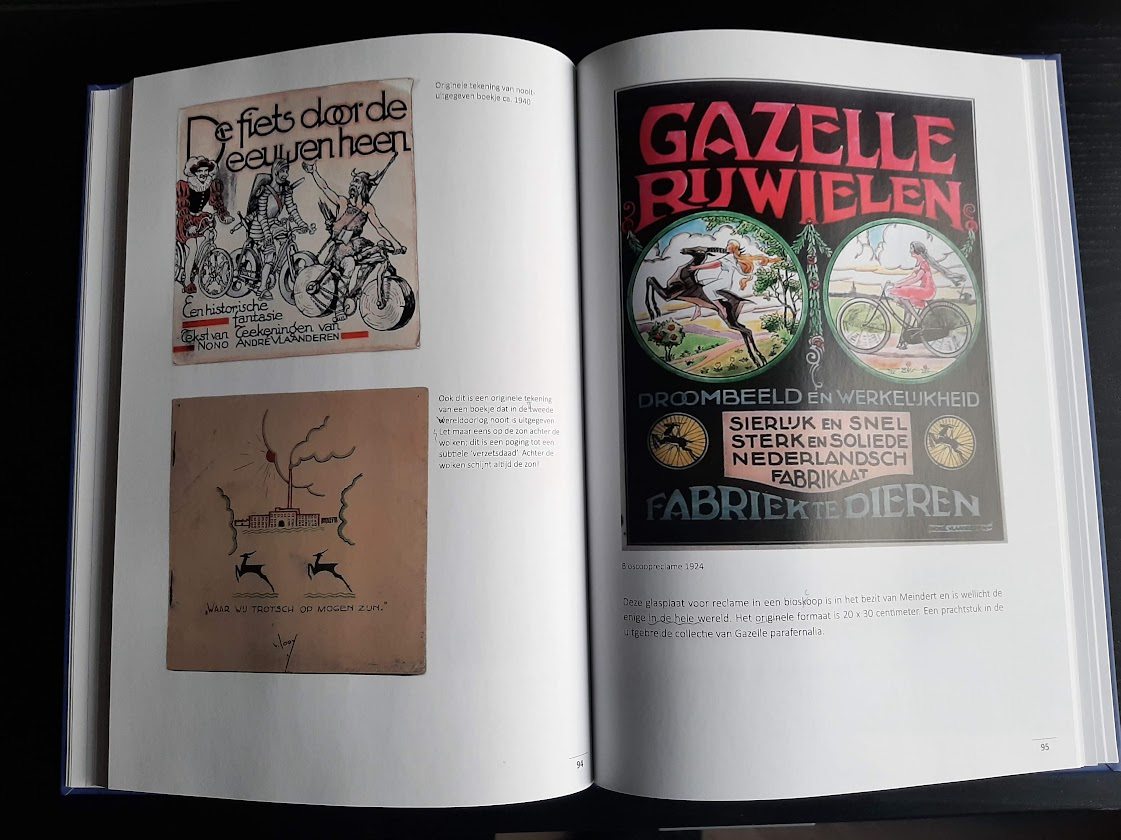 De fiets door de
eeuwen heen
Een historische
fantasie
Tekst van Teekeningen van
NONO ANDRÉ VLAANDEREN
Originele tekening van nooit
uitgegeven boekje ca. 1940
Ook dit is een originele tekening
van een boekje dat in de tweede
wereldoorlog nooit is uitgegeven.
Let maar eens op de zon achter de
wolken; dit is een poging tot een
subtiele 'verzetsdaad'. Achter de
wolken schijnt altijd de zon!
„WAAR WIJ TROTSCH OP MOGEN ZIJN."
v. looy
94
GAZELLE
RIJWIELEN
DROOMBEELD EN WERKELIJKHEID
SIERLIJK EN SNEL
STERK EN SOLIEDE
NEDERLANDSCH
FABRIKAAT
FABRIEK TE DIEREN
Bioscoopreclame 1924
Deze glasplaat voor reclame in een bioskoop is in het bezit van Meindert en is wellicht de
enige in de hele wereld. Het originele formaat is 20 x 30 centimeter. Een prachtstuk in de
uitgebreide collectie van Gazelle parafernalia.
95